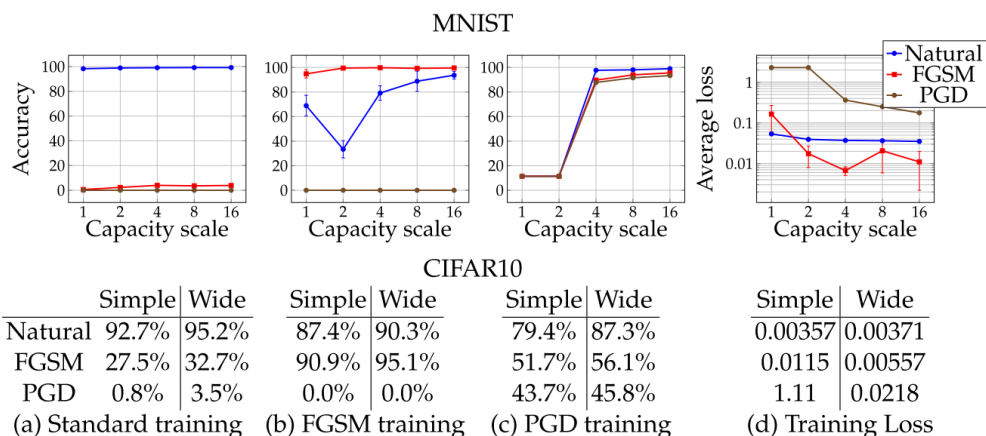 MNIST
Natural
FGSM
PGD
Accuracy
100
80
60
40
20
0
1 2 4 8 16
Capacity scale
100
80
60
40
20
0
1 2 4 8 16
Capacity scale
100
80
60
40
20
0
1 2 4 8 16
Capacity scale
Average loss
1
0.1
0.01
1 2 4 8 16
Capacity scale
CIFAR10
Simple Wide Simple Wide Simple Wide Simple Wide
Natural 92.7% 95.2% 87.4% 90.3% 79.4% 87.3% 0.00357 0.00371
FGSM 27.5% 32.7% 90.9% 95.1% 51.7% 56.1% 0.0115 0.00557
PGD 0.8% 3.5% 0.0% 0.0% 43.7% 45.8% 1.11 0.0218
(a) Standard training (b) FGSM training (c) PGD training (d) Training Loss